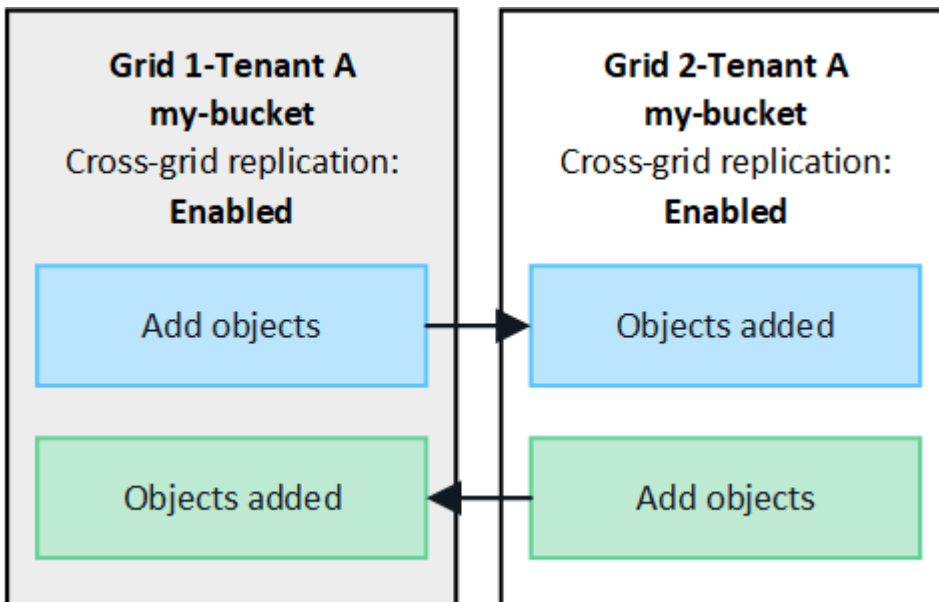 Grid 1-Tenant A
my-bucket
Cross-grid replication:
Enabled
Add objects
Objects added
Grid 2-Tenant A
my-bucket
Cross-grid replication:
Enabled
Objects added
Add objects